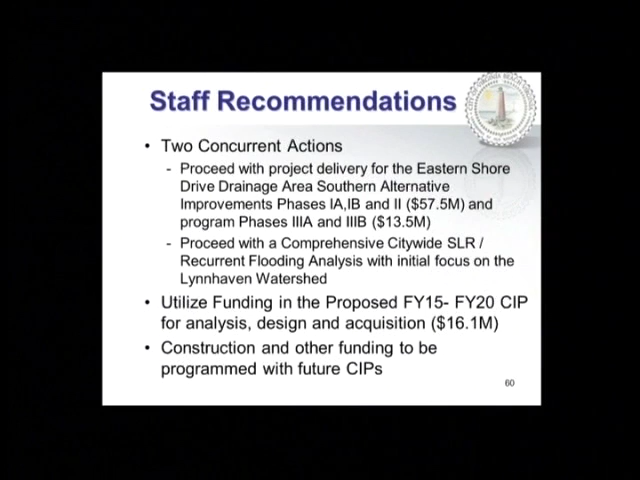 Staff Recommendations
• Two Concurrent Actions
- Proceed with project delivery for the Eastern Shore
Drive Drainage Area Southern Alternative
Improvements Phases IA,IB and II ($57.5M) and
program Phases IIIA and IIIB ($13.5M)
- Proceed with a Comprehensive Citywide SLR /
Recurrent Flooding Analysis with initial focus on the
Lynnhaven Watershed
• Utilize Funding in the Proposed FY15- FY20 CIP
for analysis, design and acquisition ($16.1M)
• Construction and other funding to be
programmed with future CIPs
60